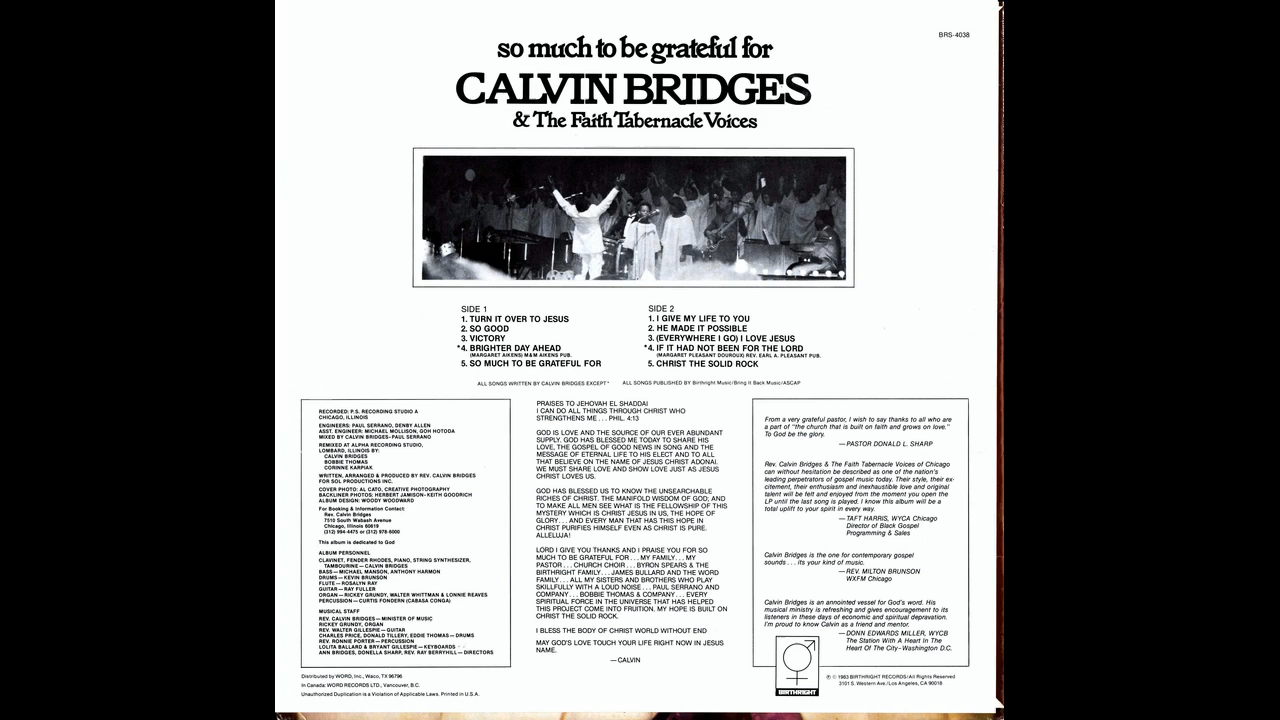 BRS-4038
so much to be grateful for
CALVIN BRIDGES
& The Faith Tabernacle Voices
SIDE 1
1. TURN IT OVER TO JESUS
2. SO GOOD
3. VICTORY
*4. BRIGHTER DAY AHEAD
(MARGARET AIKENS) M&M AIKENS PUB.
5. SO MUCH TO BE GRATEFUL FOR
SIDE 2
1. I GIVE MY LIFE TO YOU
2. HE MADE IT POSSIBLE
3. (EVERYWHERE I GO) I LOVE JESUS
*4. IF IT HAD NOT BEEN FOR THE LORD
(MARGARET PLEASANT DOUROUX) REV. EARL A. PLEASANT PUB.
5. CHRIST THE SOLID ROCK
ALL SONGS WRITTEN BY CALVIN BRIDGES EXCEPT* ALL SONGS PUBLISHED BY Birthright Music/Bring It Back Music/ASCAP
RECORDED: P.S. RECORDING STUDIO A
CHICAGO, ILLINOIS
ENGINEERS: PAUL SERRANO, DENBY ALLEN
ASST. ENGINEER: MICHAEL MOLLISON, GOH HOTODA
MIXED BY CALVIN BRIDGES-PAUL SERRANO
REMIXED AT ALPHA RECORDING STUDIO,
LOMBARD, ILLINOIS BY:
CALVIN BRIDGES
BOBBIE THOMAS
CORINNE KARPIAK
WRITTEN, ARRANGED & PRODUCED BY REV. CALVIN BRIDGES
FOR SOL PRODUCTIONS INC.
COVER PHOTO: AL CATO, CREATIVE PHOTOGRAPHY
BACKLINER PHOTOS: HERBERT JAMISON-KEITH GOODRICH
ALBUM DESIGN: WOODY WOODWARD
For Booking & Information Contact:
Rev. Calvin Bridges
7510 South Wabash Avenue
Chicago, Illinois 60619
(312) 994-4475 or (312) 978-6000
This album is dedicated to God
ALBUM PERSONNEL
CLAVINET, FENDER RHODES, PIANO, STRING SYNTHESIZER,
TAMBOURINE—CALVIN BRIDGES
BASS—MICHAEL MANSON, ANTHONY HARMON
DRUMS—KEVIN BRUNSON
FLUTE—ROSALYN RAY
GUITAR—RAY FULLER
ORGAN—RICKEY GRUNDY, WALTER WHITMAN & LONNIE REAVES
PERCUSSION—CURTIS FONDERN (CABASA CONGA)
MUSICAL STAFF
REV. CALVIN BRIDGES—MINISTER OF MUSIC
RICKEY GRUNDY, ORGAN
REV. WALTER GILLESPIE—GUITAR
CHARLES PRICE, DONALD TILLERY, EDDIE THOMAS—DRUMS
REV. RONNIE PORTER—PERCUSSION
LOLITA BALLARD & BRYANT GILLESPIE—KEYBOARDS
ANN BRIDGES, DONELLA SHARP, REV. RAY BERRYHILL—DIRECTORS
PRAISES TO JEHOVAH EL SHADDAI
I CAN DO ALL THINGS THROUGH CHRIST WHO
STRENGTHENS ME . . . PHIL. 4:13
GOD IS LOVE AND THE SOURCE OF OUR EVER ABUNDANT
SUPPLY. GOD HAS BLESSED ME TODAY TO SHARE HIS
LOVE, THE GOSPEL OF GOOD NEWS IN SONG AND THE
MESSAGE OF ETERNAL LIFE TO HIS ELECT AND TO ALL
THAT BELIEVE ON THE NAME OF JESUS CHRIST ADONAI.
WE MUST SHARE LOVE AND SHOW LOVE JUST AS JESUS
CHRIST LOVES US.
GOD HAS BLESSED US TO KNOW THE UNSEARCHABLE
RICHES OF CHRIST. THE MANIFOLD WISDOM OF GOD; AND
TO MAKE ALL MEN SEE WHAT IS THE FELLOWSHIP OF THIS
MYSTERY WHICH IS CHRIST JESUS IN US, THE HOPE OF
GLORY . . . AND EVERY MAN THAT HAS THIS HOPE IN
CHRIST PURIFIES HIMSELF EVEN AS CHRIST IS PURE.
ALLELUJA!
LORD I GIVE YOU THANKS AND I PRAISE YOU FOR SO
MUCH TO BE GRATEFUL FOR . . . MY FAMILY . . . MY
PASTOR . . . CHURCH CHOIR . . . BYRON SPEARS & THE
BIRTHRIGHT FAMILY . . . JAMES BULLARD AND THE WORD
FAMILY . . . ALL MY SISTERS AND BROTHERS WHO PLAY
SKILLFULLY WITH A LOUD NOISE . . . PAUL SERRANO AND
COMPANY . . . BOBBIE THOMAS & COMPANY . . . EVERY
SPIRITUAL FORCE IN THE UNIVERSE THAT HAS HELPED
THIS PROJECT COME INTO FRUITION. MY HOPE IS BUILT ON
CHRIST THE SOLID ROCK.
I BLESS THE BODY OF CHRIST WORLD WITHOUT END
MAY GOD'S LOVE TOUCH YOUR LIFE RIGHT NOW IN JESUS
NAME.
—CALVIN
From a very grateful pastor, I wish to say thanks to all who are
a part of "the church that is built on faith and grows on love."
To God be the glory.
—PASTOR DONALD L. SHARP
Rev. Calvin Bridges & The Faith Tabernacle Voices of Chicago
can without hesitation be described as one of the nation's
leading perpetrators of gospel music today. Their style, their ex-
citement, their enthusiasm and inexhaustible love and original
talent will be felt and enjoyed from the moment you open the
LP until the last song is played. I know this album will be a
total uplift to your spirit in every way.
—TAFT HARRIS, WYCA Chicago
Director of Black Gospel
Programming & Sales
Calvin Bridges is the one for contemporary gospel
sounds . . . its your kind of music.
—REV. MILTON BRUNSON
WXFM Chicago
Calvin Bridges is an annointed vessel for God's word. His
musical ministry is refreshing and gives encouragement to its
listeners in these days of economic and spiritual depravation.
I'm proud to know Calvin as a friend and mentor.
—DONN EDWARDS MILLER, WYCB
The Station With A Heart In The
Heart Of The City-Washington D.C.
BIRTHRIGHT
Distributed by WORD, Inc., Waco, TX 76796
In Canada: WORD RECORDS LTD., Vancouver, B.C.
Unauthorized Duplication is a Violation of Applicable Laws. Printed in U.S.A.
℗ © 1983 BIRTHRIGHT RECORDS/All Rights Reserved
3101 S. Western Ave./Los Angeles, CA 90018